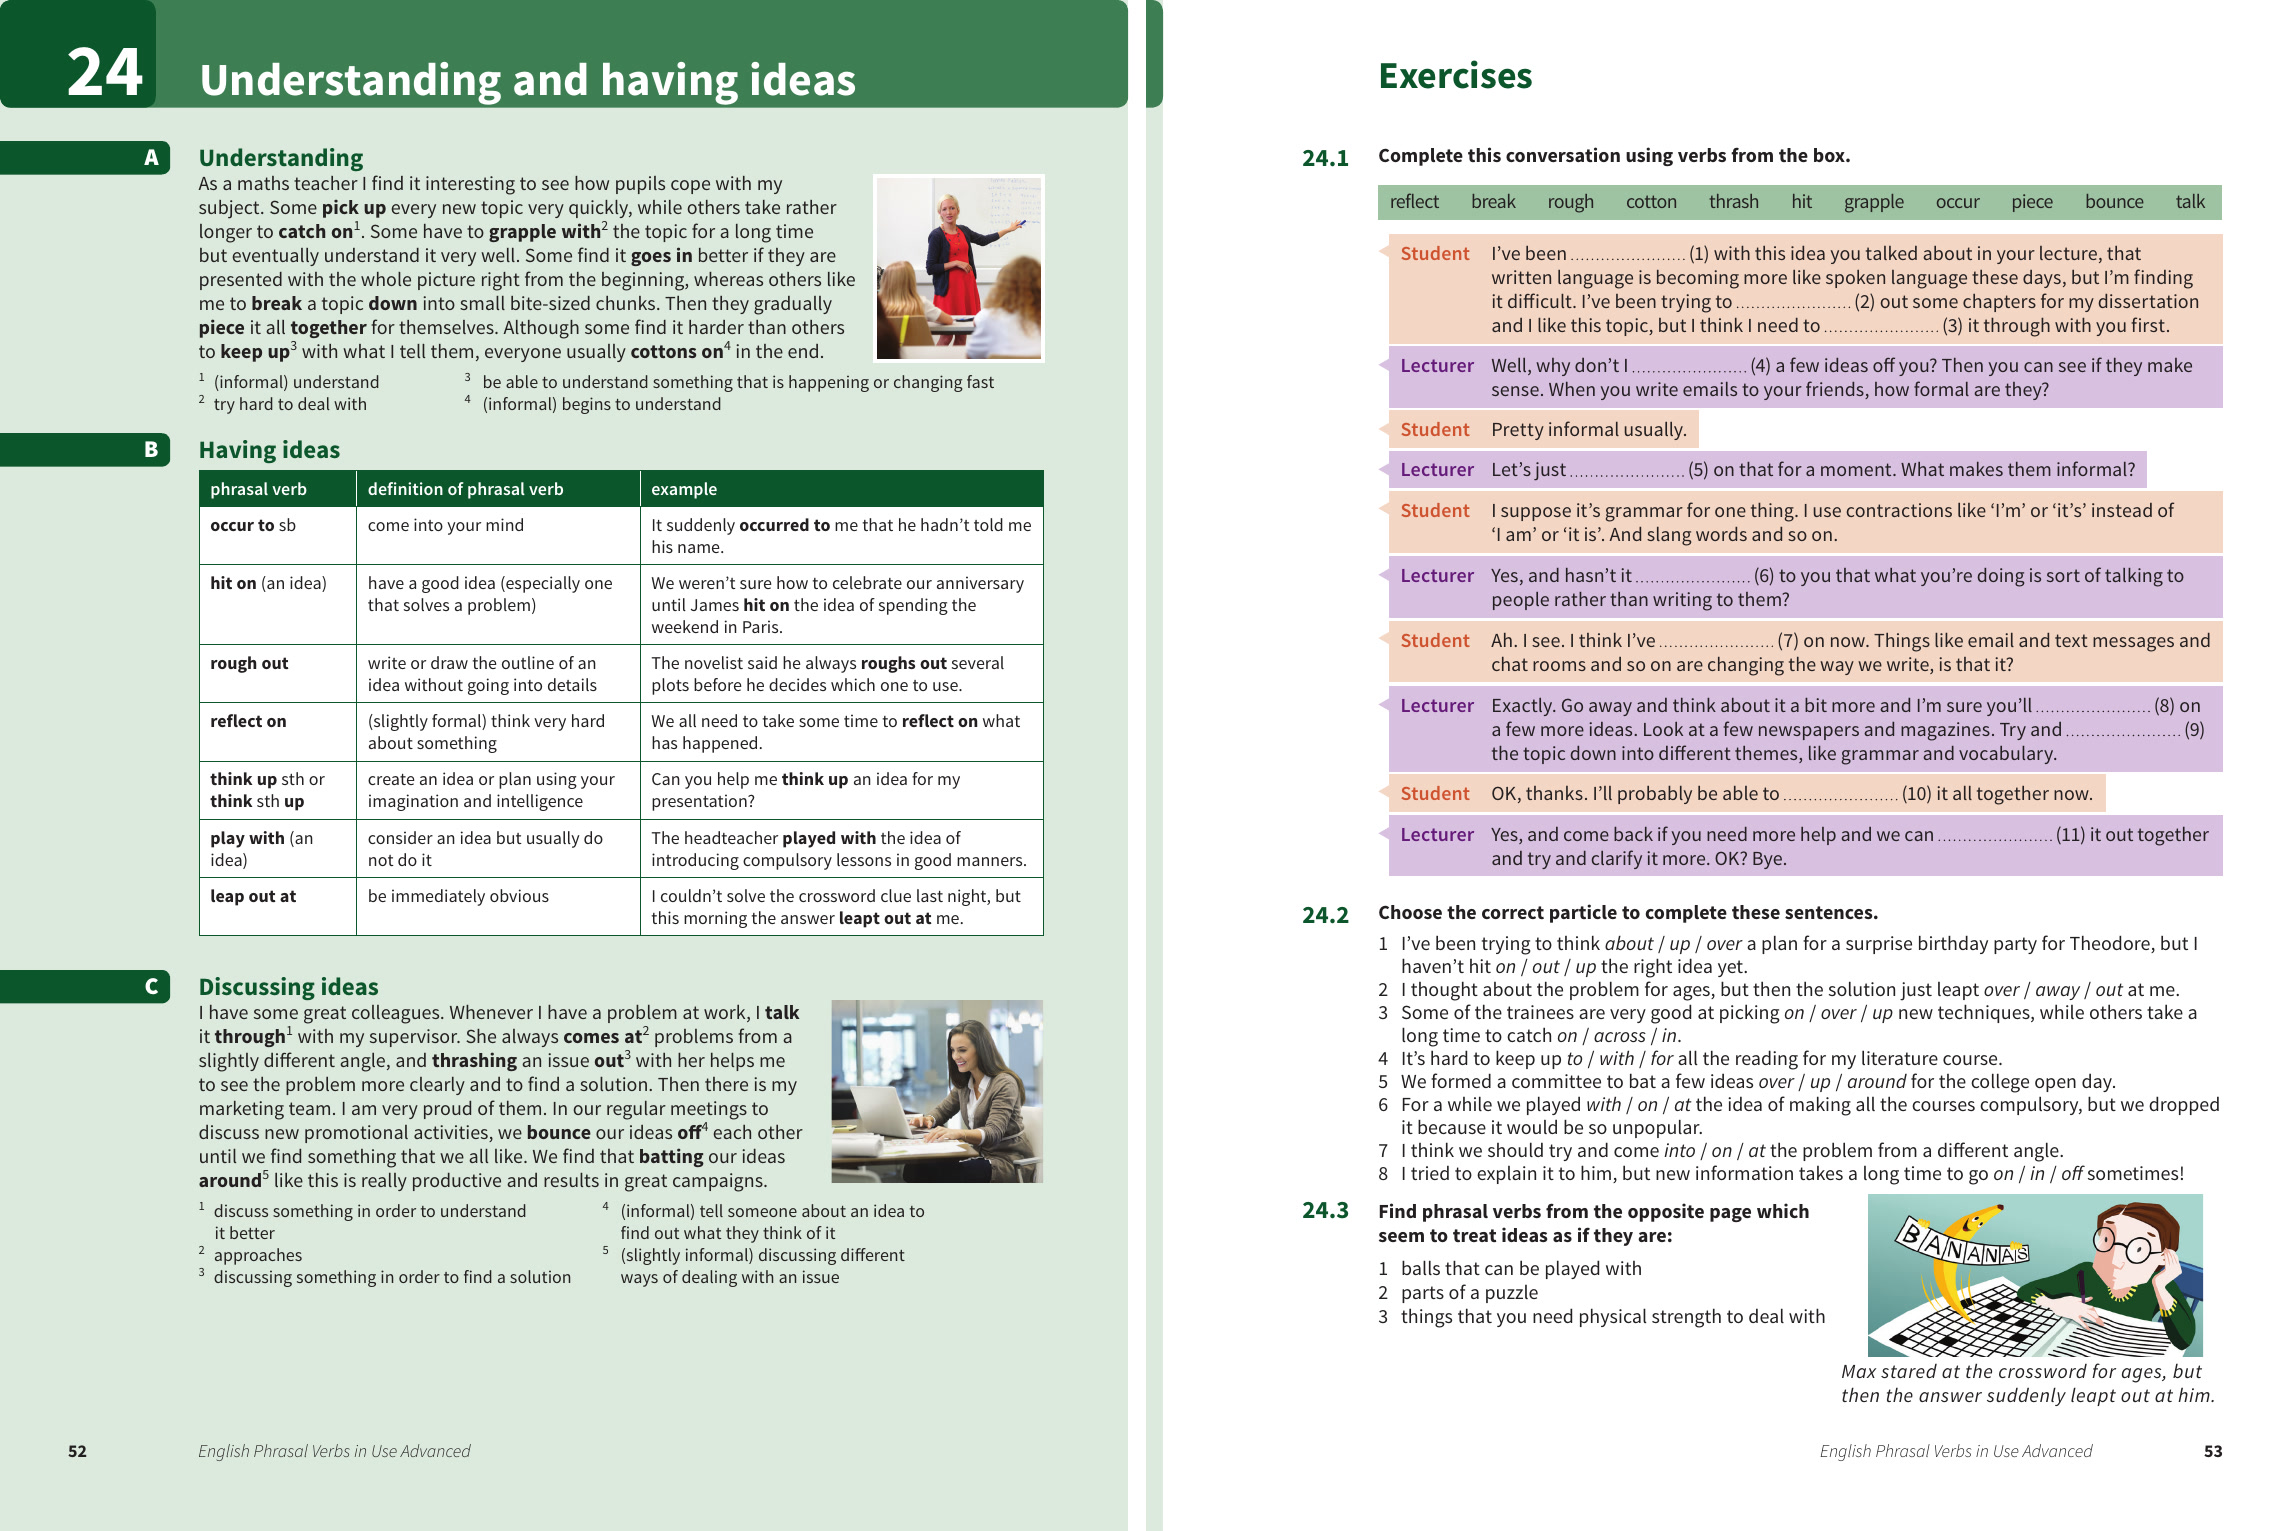 24
Understanding and having ideas
A
Understanding
As a maths teacher I find it interesting to see how pupils cope with my
subject. Some pick up every new topic very quickly, while others take rather
longer to catch on¹. Some have to grapple with² the topic for a long time
but eventually understand it very well. Some find it goes in better if they are
presented with the whole picture right from the beginning, whereas others like
me to break a topic down into small bite-sized chunks. Then they gradually
piece it all together for themselves. Although some find it harder than others
to keep up³ with what I tell them, everyone usually cottons on⁴ in the end.
¹ (informal) understand
² try hard to deal with
³ be able to understand something that is happening or changing fast
⁴ (informal) begins to understand
B
Having ideas
phrasal verb definition of phrasal verb example
occur to sb come into your mind It suddenly occurred to me that he hadn't told me
his name.
hit on (an idea) have a good idea (especially one We weren't sure how to celebrate our anniversary
that solves a problem) until James hit on the idea of spending the
weekend in Paris.
rough out write or draw the outline of an The novelist said he always roughs out several
idea without going into details plots before he decides which one to use.
reflect on (slightly formal) think very hard We all need to take some time to reflect on what
about something has happened.
think up sth or create an idea or plan using your Can you help me think up an idea for my
think sth up imagination and intelligence presentation?
play with (an consider an idea but usually do The headteacher played with the idea of
idea) not do it introducing compulsory lessons in good manners.
leap out at be immediately obvious I couldn't solve the crossword clue last night, but
this morning the answer leapt out at me.
C
Discussing ideas
I have some great colleagues. Whenever I have a problem at work, I talk
it through¹ with my supervisor. She always comes at² problems from a
slightly different angle, and thrashing an issue out³ with her helps me
to see the problem more clearly and to find a solution. Then there is my
marketing team. I am very proud of them. In our regular meetings to
discuss new promotional activities, we bounce our ideas off⁴ each other
until we find something that we all like. We find that batting our ideas
around⁵ like this is really productive and results in great campaigns.
¹ discuss something in order to understand
it better
² approaches
³ discussing something in order to find a solution
⁴ (informal) tell someone about an idea to
find out what they think of it
⁵ (slightly informal) discussing different
ways of dealing with an issue
52
English Phrasal Verbs in Use Advanced
Exercises
24.1 Complete this conversation using verbs from the box.
reflect break rough cotton thrash hit grapple occur piece bounce talk
Student I've been ....................... (1) with this idea you talked about in your lecture, that
written language is becoming more like spoken language these days, but I'm finding
it difficult. I've been trying to ....................... (2) out some chapters for my dissertation
and I like this topic, but I think I need to ....................... (3) it through with you first.
Lecturer Well, why don't I ....................... (4) a few ideas off you? Then you can see if they make
sense. When you write emails to your friends, how formal are they?
Student Pretty informal usually.
Lecturer Let's just ....................... (5) on that for a moment. What makes them informal?
Student I suppose it's grammar for one thing. I use contractions like 'I'm' or 'it's' instead of
'I am' or 'it is'. And slang words and so on.
Lecturer Yes, and hasn't it ....................... (6) to you that what you're doing is sort of talking to
people rather than writing to them?
Student Ah. I see. I think I've ....................... (7) on now. Things like email and text messages and
chat rooms and so on are changing the way we write, is that it?
Lecturer Exactly. Go away and think about it a bit more and I'm sure you'll ....................... (8) on
a few more ideas. Look at a few newspapers and magazines. Try and ....................... (9)
the topic down into different themes, like grammar and vocabulary.
Student OK, thanks. I'll probably be able to ....................... (10) it all together now.
Lecturer Yes, and come back if you need more help and we can ....................... (11) it out together
and try and clarify it more. OK? Bye.
24.2 Choose the correct particle to complete these sentences.
1 I've been trying to think about / up / over a plan for a surprise birthday party for Theodore, but I
haven't hit on / out / up the right idea yet.
2 I thought about the problem for ages, but then the solution just leapt over / away / out at me.
3 Some of the trainees are very good at picking on / over / up new techniques, while others take a
long time to catch on / across / in.
4 It's hard to keep up to / with / for all the reading for my literature course.
5 We formed a committee to bat a few ideas over / up / around for the college open day.
6 For a while we played with / on / at the idea of making all the courses compulsory, but we dropped
it because it would be so unpopular.
7 I think we should try and come into / on / at the problem from a different angle.
8 I tried to explain it to him, but new information takes a long time to go on / in / off sometimes!
24.3 Find phrasal verbs from the opposite page which
seem to treat ideas as if they are:
1 balls that can be played with
2 parts of a puzzle
3 things that you need physical strength to deal with
BANANAS
Max stared at the crossword for ages, but
then the answer suddenly leapt out at him.
English Phrasal Verbs in Use Advanced
53